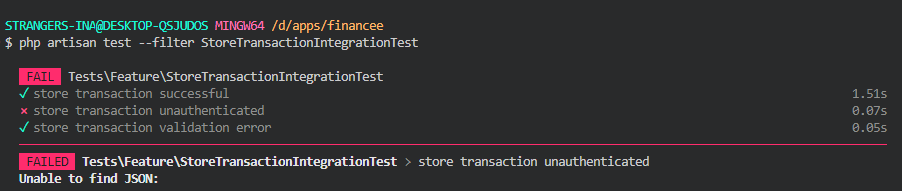 STRANGERS-INA@DESKTOP-QSJUDOS MINGW64 /d/apps/financee
$ php artisan test --filter StoreTransactionIntegrationTest
FAIL Tests\Feature\StoreTransactionIntegrationTest
✓ store transaction successful 1.51s
× store transaction unauthenticated 0.07s
✓ store transaction validation error 0.05s
FAILED Tests\Feature\StoreTransactionIntegrationTest > store transaction unauthenticated
Unable to find JSON: